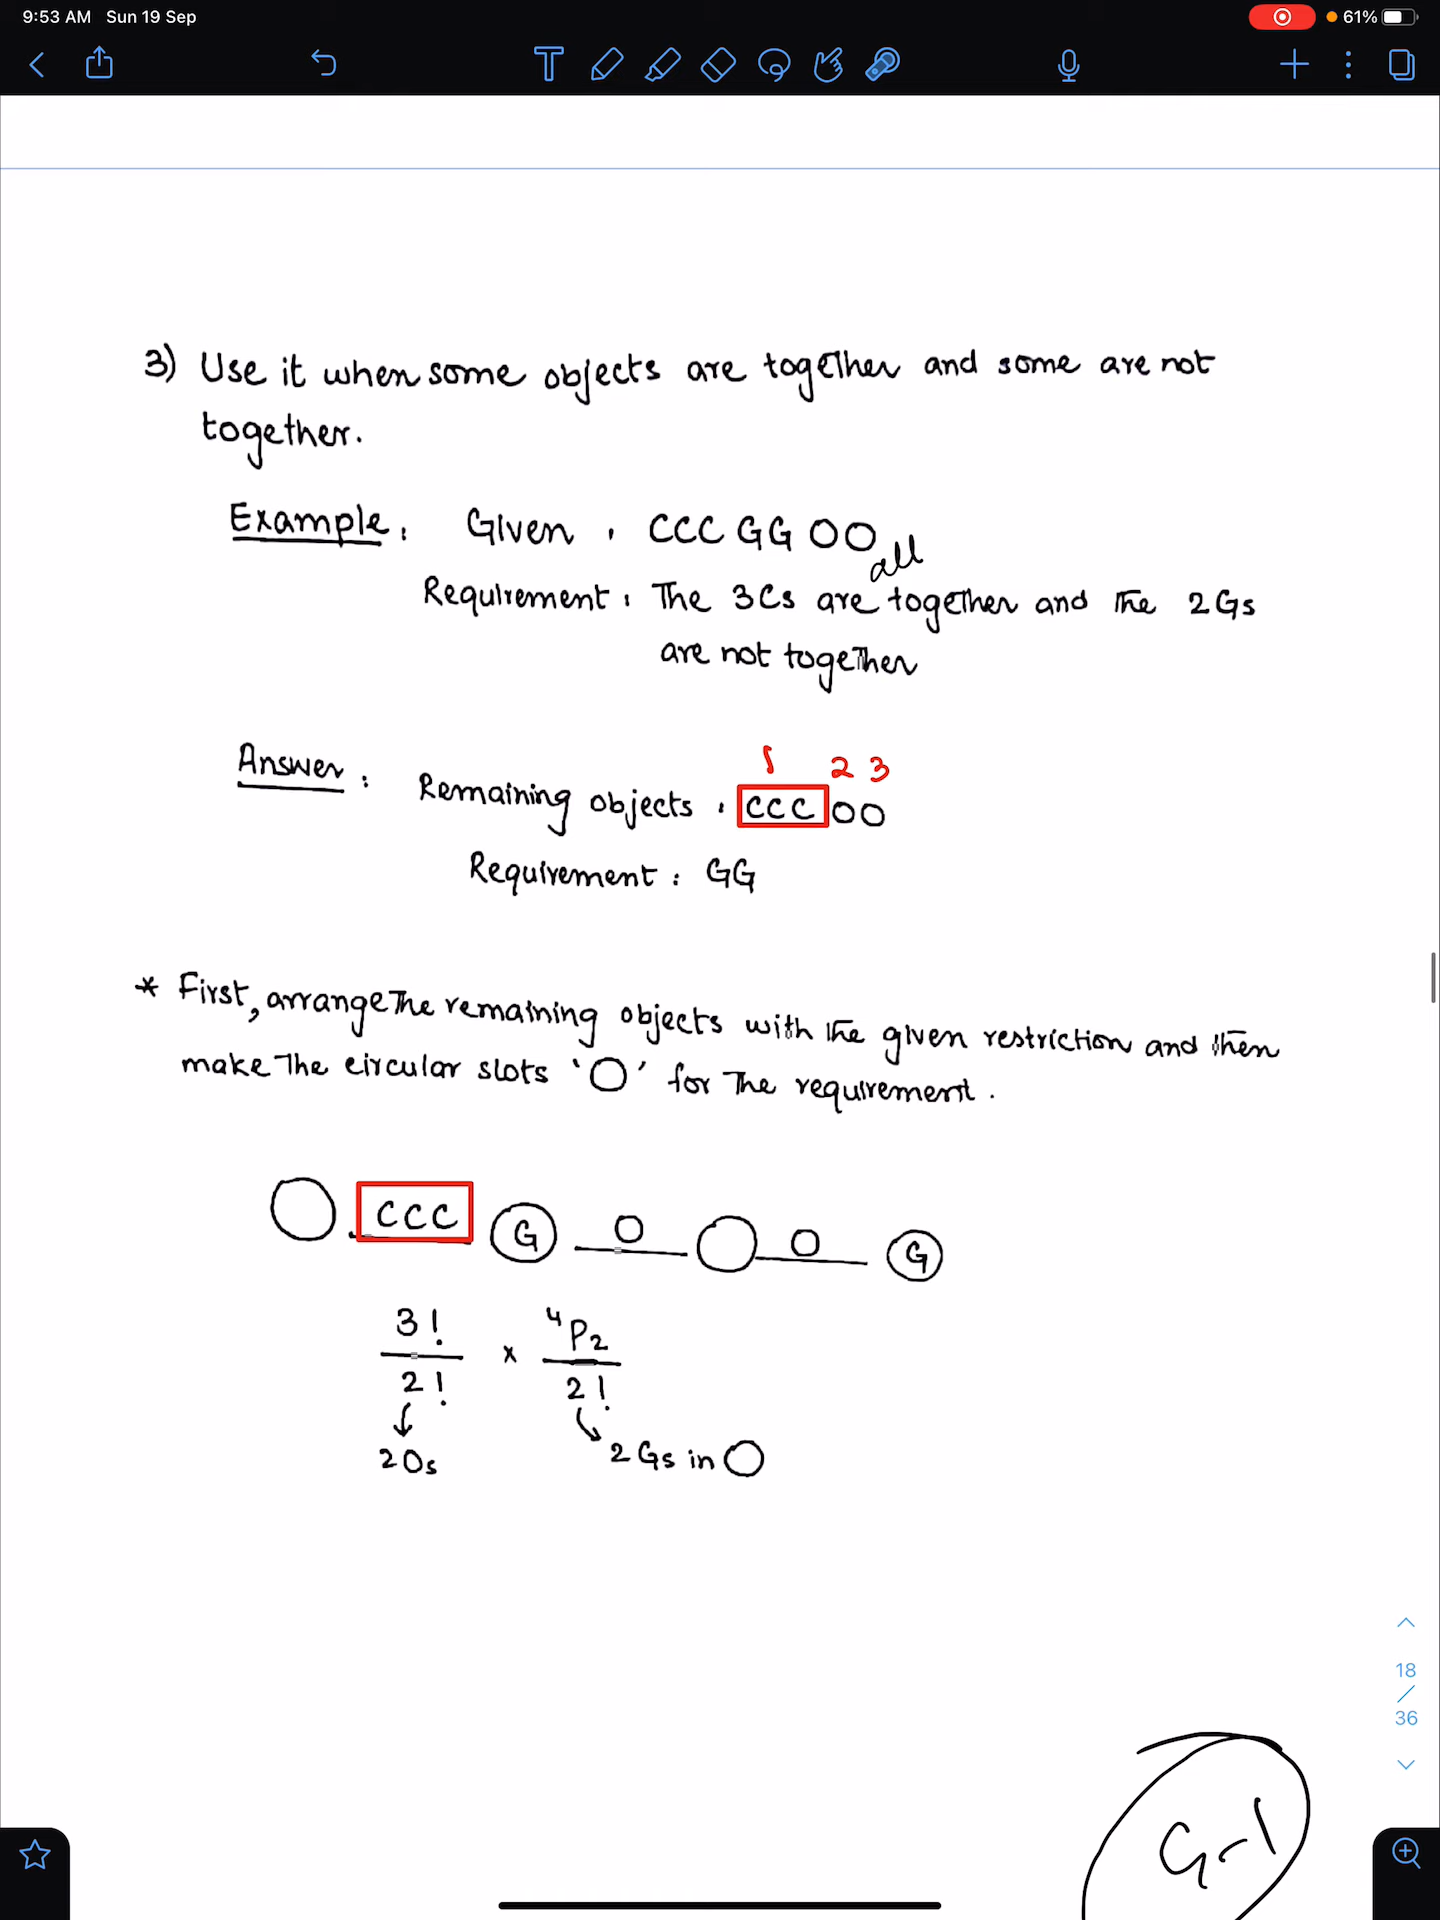 9:53 AM Sun 19 Sep
61%
3) Use it when some objects are together and some are not
together.
Example: Given : CCC GG OO
all
Requirement : The 3Cs are together and the 2Gs
are not together
1 2 3
Answer : Remaining objects : CCC OO
Requirement : GG
* First, arrange the remaining objects with the given restriction and then
make the circular slots 'O' for the requirement.
CCC G O O G
3! / 2! x ⁴P₂ / 2!
2Os 2Gs in O
18
/
36
G-1